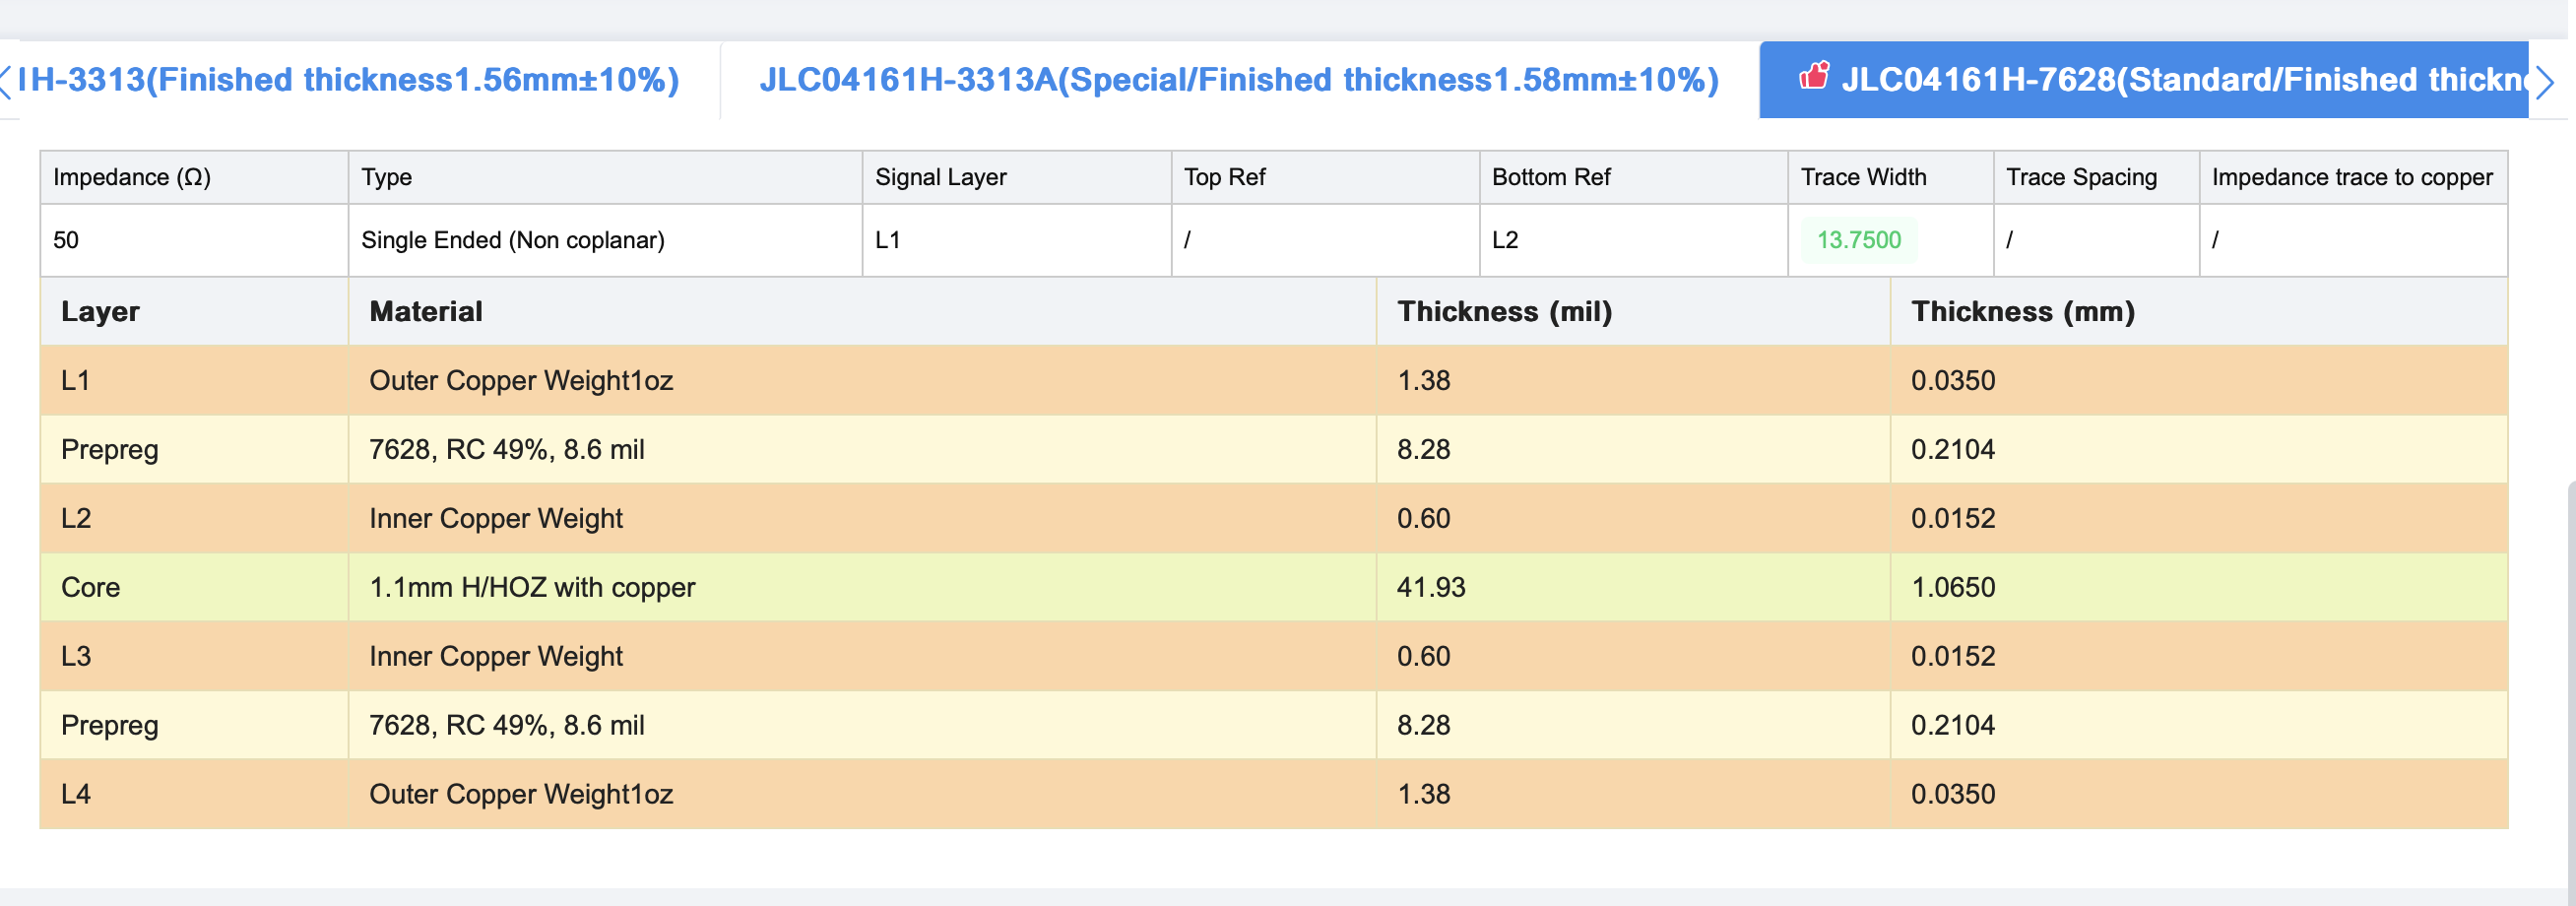 H-3313(Finished thickness1.56mm±10%) JLC04161H-3313A(Special/Finished thickness1.58mm±10%) JLC04161H-7628(Standard/Finished
Impedance (Ω) Type Signal Layer Top Ref Bottom Ref Trace Width Trace Spacing Impedance trace to copper
50 Single Ended (Non coplanar) L1 / L2 13.7500 / /
Layer Material Thickness (mil) Thickness (mm)
L1 Outer Copper Weight1oz 1.38 0.0350
Prepreg 7628, RC 49%, 8.6 mil 8.28 0.2104
L2 Inner Copper Weight 0.60 0.0152
Core 1.1mm H/HOZ with copper 41.93 1.0650
L3 Inner Copper Weight 0.60 0.0152
Prepreg 7628, RC 49%, 8.6 mil 8.28 0.2104
L4 Outer Copper Weight1oz 1.38 0.0350